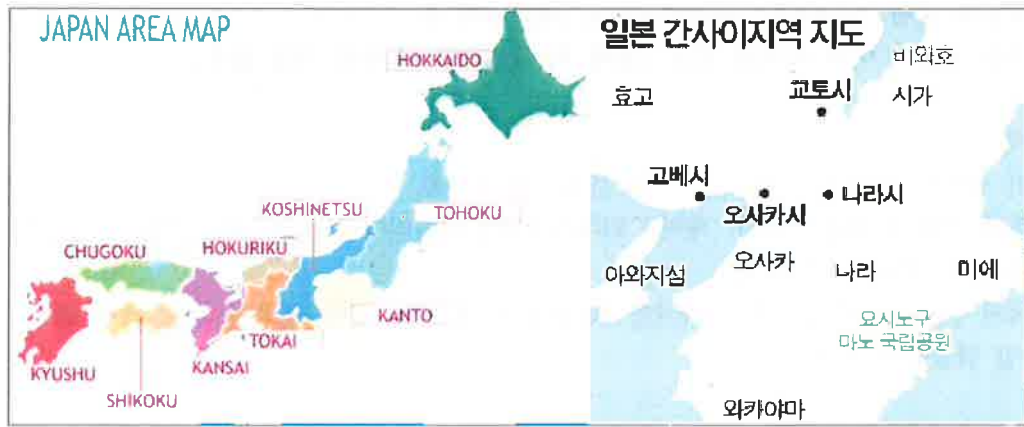 JAPAN AREA MAP
HOKKAIDO
KOSHINETSU
TOHOKU
HOKURIKU
CHUGOKU
KANTO
TOKAI
KANSAI
KYUSHU
SHIKOKU
일본 간사이지역 지도
비와호
교토시
시가
효고
고베시
나라시
오사카시
오사카
아와지섬
나라
미에
요시노구
마노 국립공원
와카야마